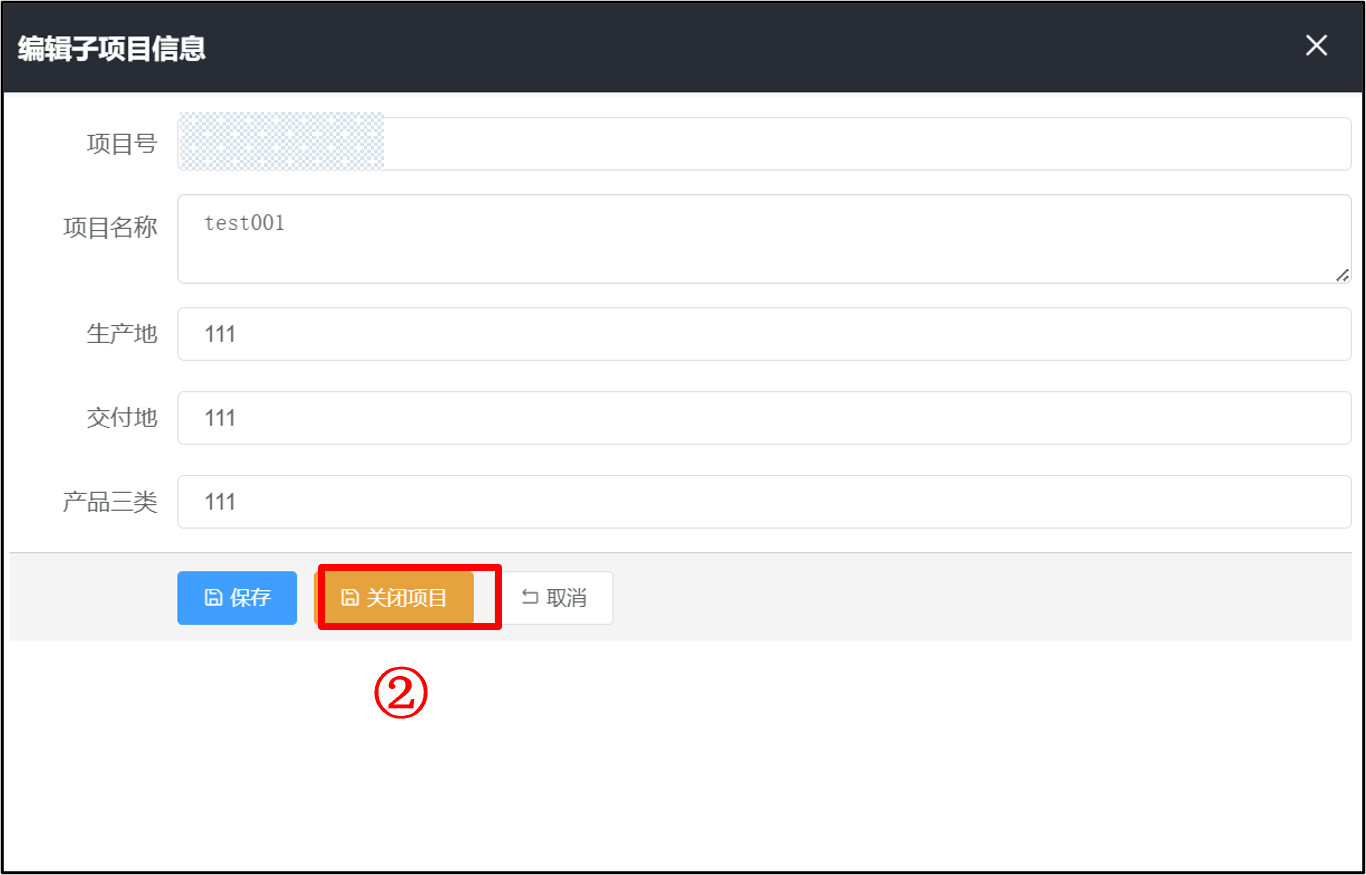 编辑子项目信息
项目号
项目名称 test001
生产地 111
交付地 111
产品三类 111
保存 关闭项目 取消
②